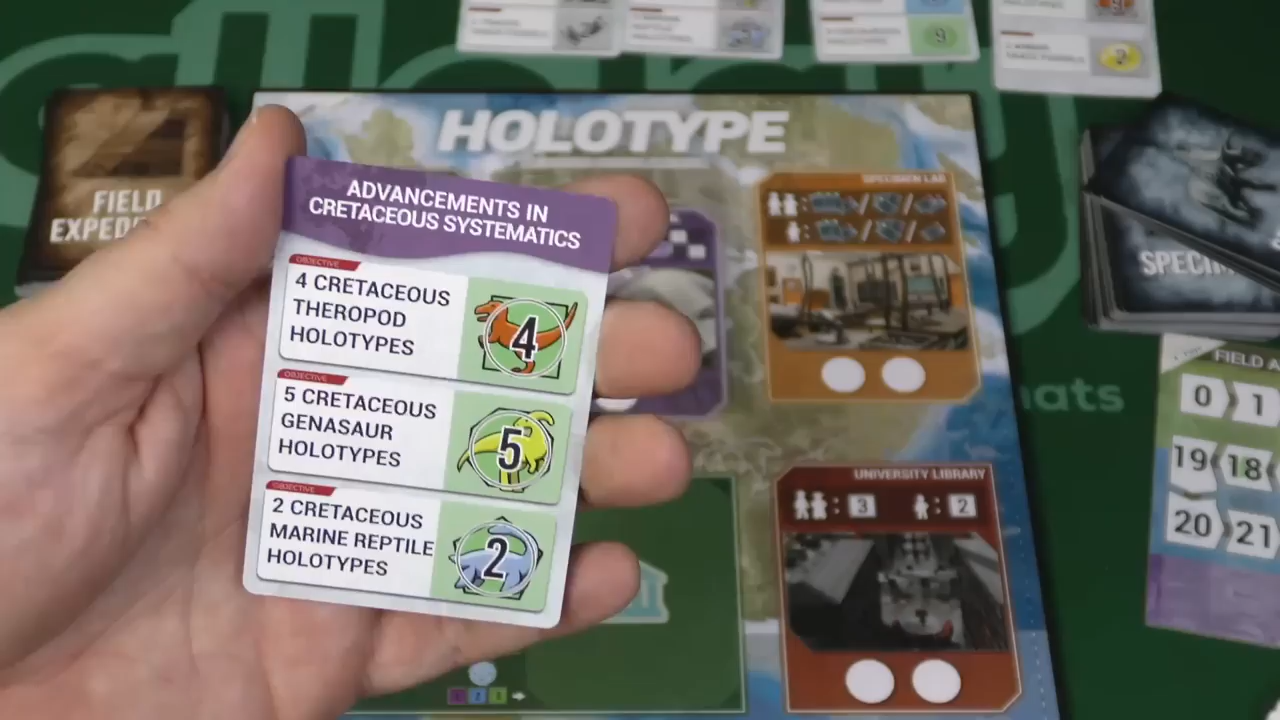 HOLOTYPE
FIELD
SPECIMEN LAB
ADVANCEMENTS IN
CRETACEOUS SYSTEMATICS
OBJECTIVE
4 CRETACEOUS
THEROPOD
HOLOTYPES
4
OBJECTIVE
5 CRETACEOUS
GENASAUR
HOLOTYPES
5
OBJECTIVE
2 CRETACEOUS
MARINE REPTILE
HOLOTYPES
2
UNIVERSITY LIBRARY
: 3 : 2
FIELD
0 1
19 18
20 21
9